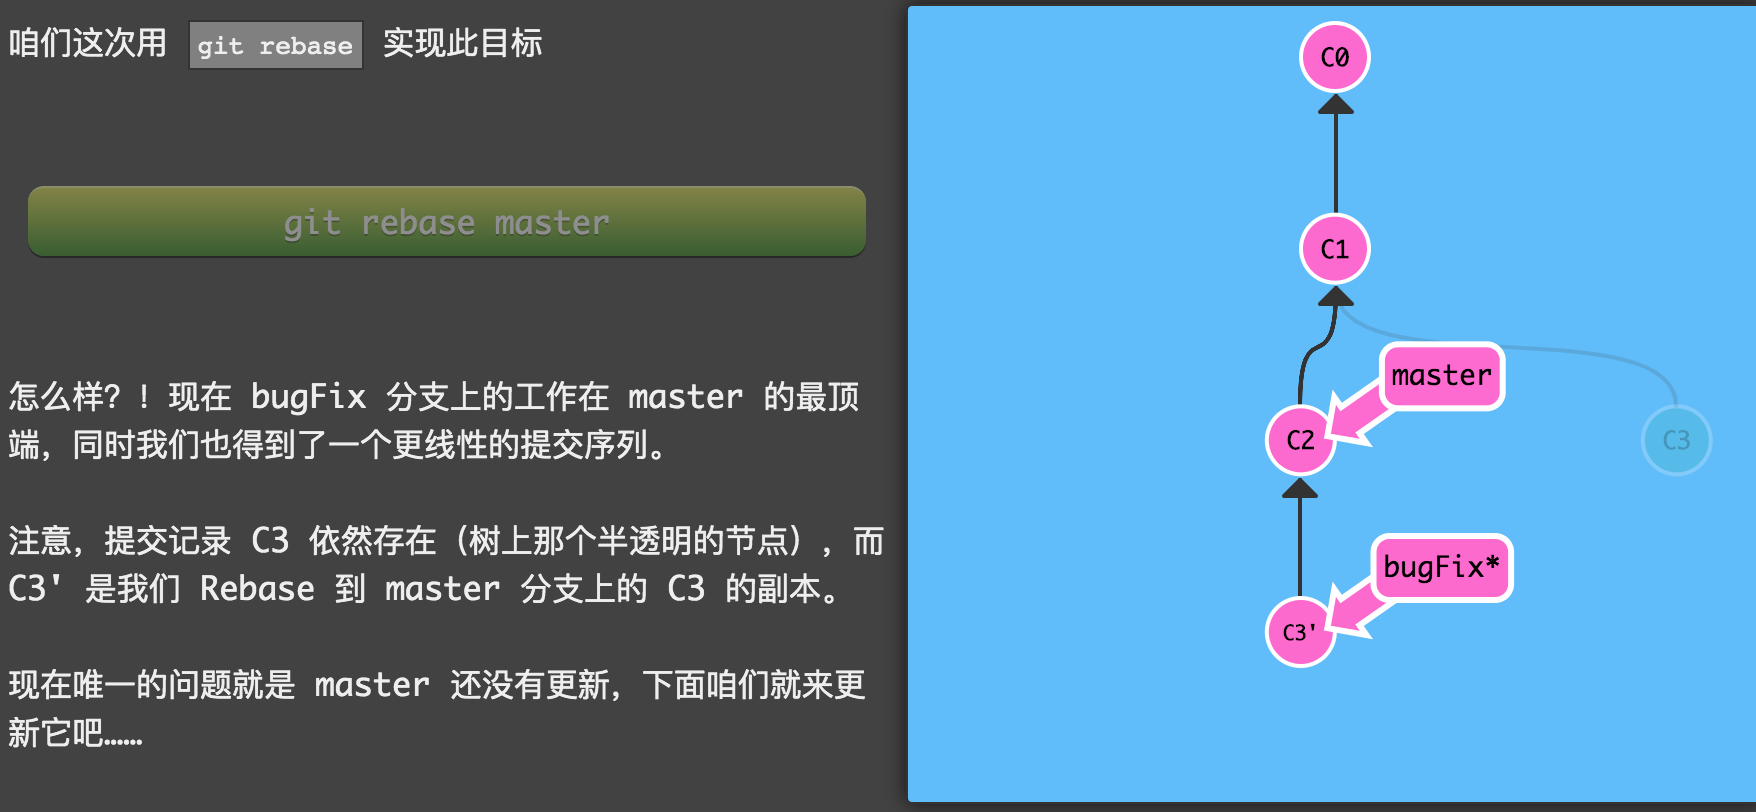 咱们这次用 git rebase 实现此目标
git rebase master
怎么样？！现在 bugFix 分支上的工作在 master 的最顶
端，同时我们也得到了一个更线性的提交序列。
注意，提交记录 C3 依然存在（树上那个半透明的节点），而
C3' 是我们 Rebase 到 master 分支上的 C3 的副本。
现在唯一的问题就是 master 还没有更新，下面咱们就来更
新它吧……
C0
C1
master
C2
C3
bugFix*
C3'